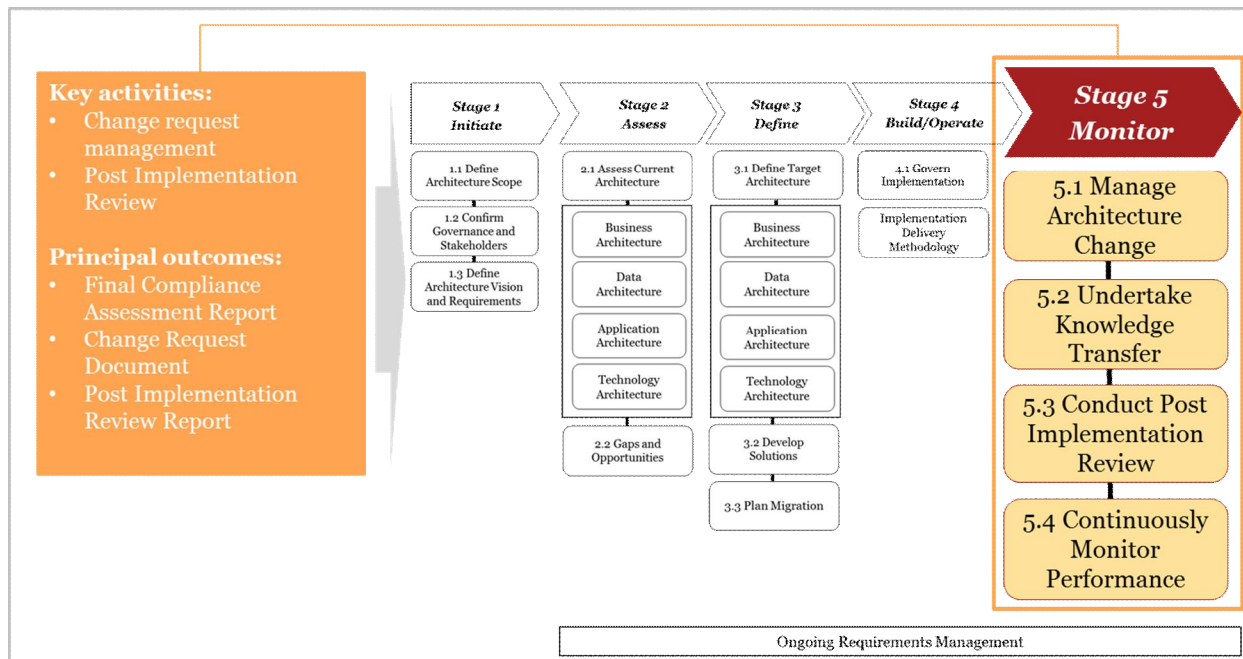 Key activities:
• Change request
management
• Post Implementation
Review
Principal outcomes:
• Final Compliance
Assessment Report
• Change Request
Document
• Post Implementation
Review Report
Stage 1
Initiate
1.1 Define
Architecture Scope
1.2 Confirm
Governance and
Stakeholders
1.3 Define
Architecture Vision
and Requirements
Stage 2
Assess
2.1 Assess Current
Architecture
Business
Architecture
Data
Architecture
Application
Architecture
Technology
Architecture
2.2 Gaps and
Opportunities
Stage 3
Define
3.1 Define Target
Architecture
Business
Architecture
Data
Architecture
Application
Architecture
Technology
Architecture
3.2 Develop
Solutions
3.3 Plan Migration
Stage 4
Build/Operate
4.1 Govern
Implementation
Implementation
Delivery
Methodology
Stage 5
Monitor
5.1 Manage
Architecture
Change
5.2 Undertake
Knowledge
Transfer
5.3 Conduct Post
Implementation
Review
5.4 Continuously
Monitor
Performance
Ongoing Requirements Management